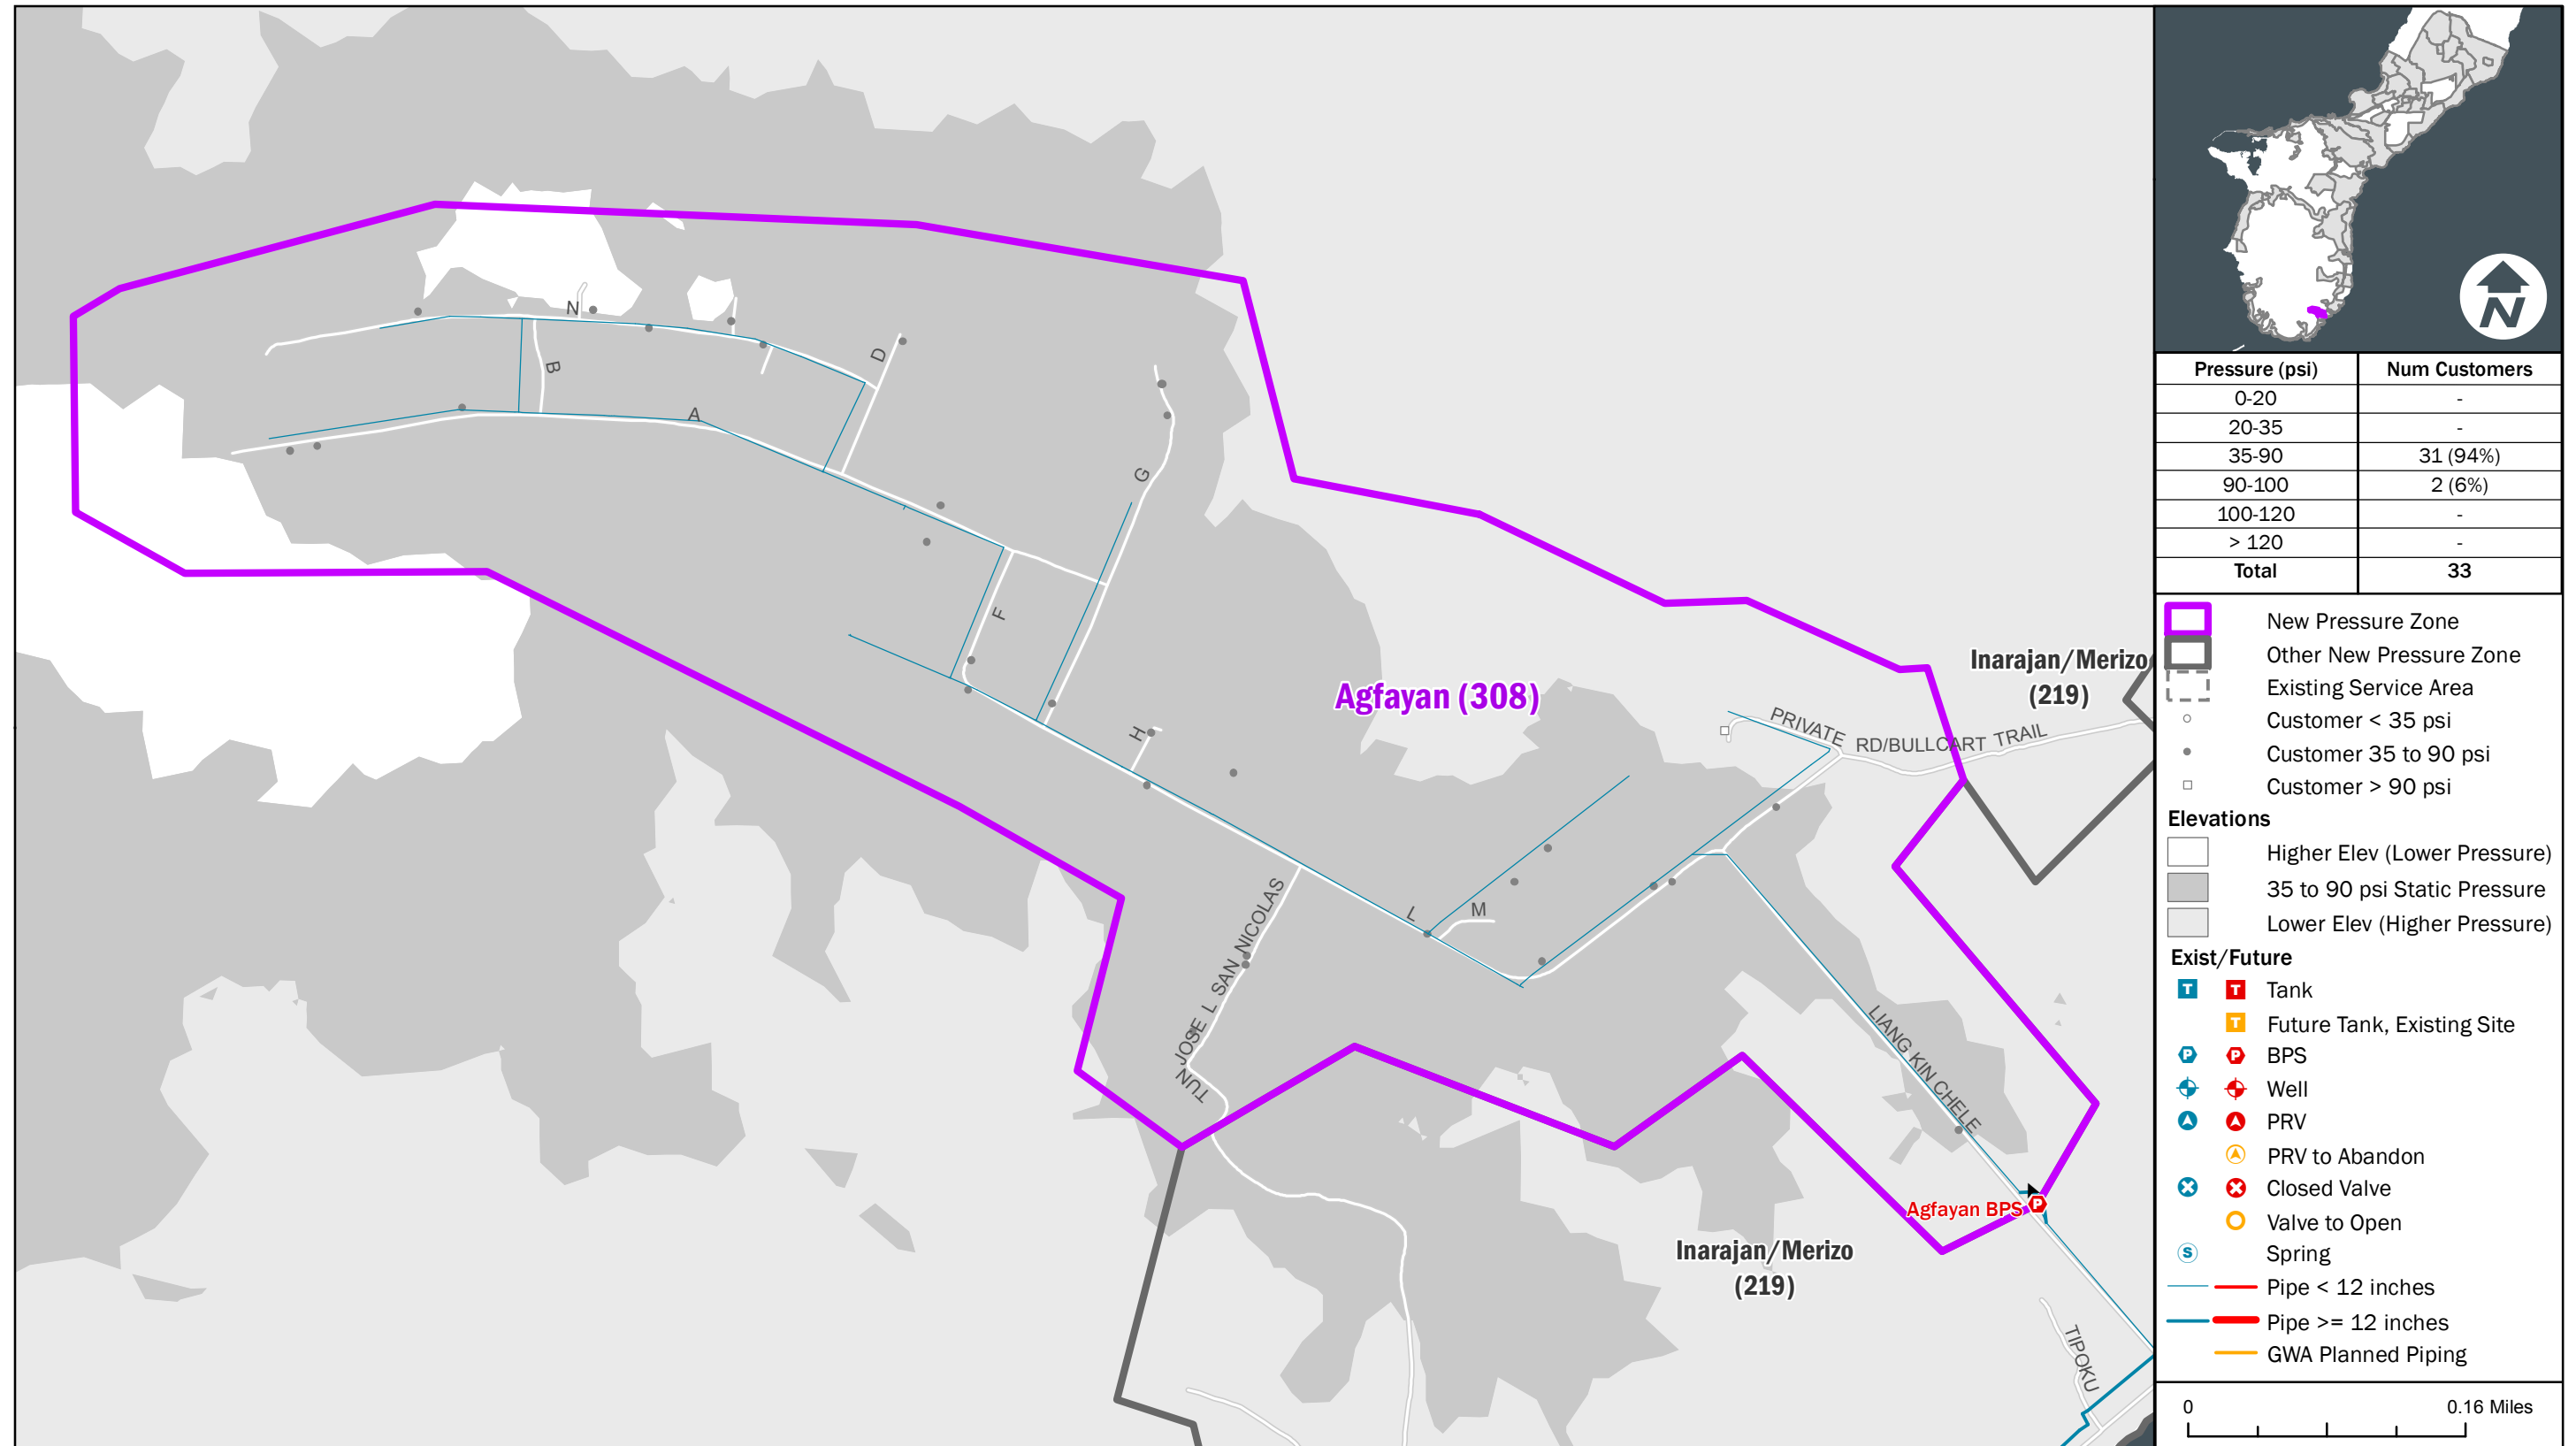 N
B
A
D
G
F
H
L
M
Agfayan (308)
Inarajan/Merizo
(219)
PRIVATE RD/BULLCART TRAIL
TUN JOSE L SAN NICOLAS
LIANG KIN CHELE
Agfayan BPS
P
Inarajan/Merizo
(219)
TIPOKU
N
Pressure (psi) Num Customers
0-20 -
20-35 -
35-90 31 (94%)
90-100 2 (6%)
100-120 -
> 120 -
Total 33
New Pressure Zone
Other New Pressure Zone
Existing Service Area
Customer < 35 psi
Customer 35 to 90 psi
Customer > 90 psi
Elevations
Higher Elev (Lower Pressure)
35 to 90 psi Static Pressure
Lower Elev (Higher Pressure)
Exist/Future
T T Tank
T Future Tank, Existing Site
P P BPS
Well
PRV
PRV to Abandon
Closed Valve
Valve to Open
S Spring
Pipe < 12 inches
Pipe >= 12 inches
GWA Planned Piping
0 0.16 Miles